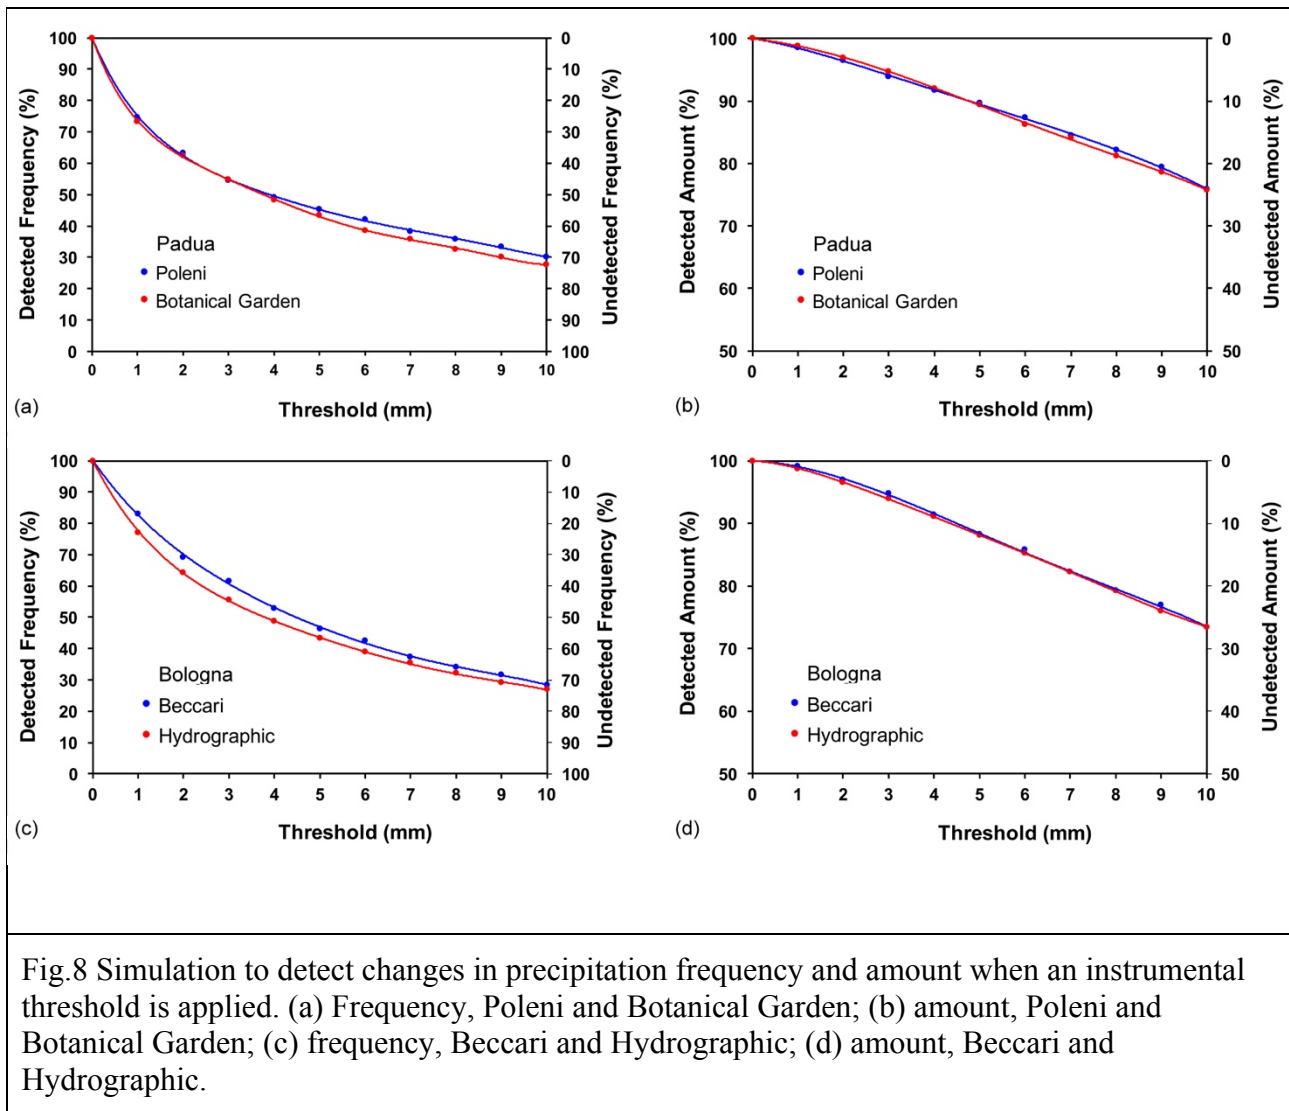 100
90
80
70
60
50
40
30
20
10
0
Detected Frequency (%)
0
10
20
30
40
50
60
70
80
90
100
Undetected Frequency (%)
Padua
Poleni
Botanical Garden
0 1 2 3 4 5 6 7 8 9 10
(a) Threshold (mm)
100
90
80
70
60
50
Detected Amount (%)
0
10
20
30
40
50
Undetected Amount (%)
Padua
Poleni
Botanical Garden
0 1 2 3 4 5 6 7 8 9 10
(b) Threshold (mm)
100
90
80
70
60
50
40
30
20
10
0
Detected Frequency (%)
0
10
20
30
40
50
60
70
80
90
100
Undetected Frequency (%)
Bologna
Beccari
Hydrographic
0 1 2 3 4 5 6 7 8 9 10
(c) Threshold (mm)
100
90
80
70
60
50
Detected Amount (%)
0
10
20
30
40
50
Undetected Amount (%)
Bologna
Beccari
Hydrographic
0 1 2 3 4 5 6 7 8 9 10
(d) Threshold (mm)
Fig.8 Simulation to detect changes in precipitation frequency and amount when an instrumental
threshold is applied. (a) Frequency, Poleni and Botanical Garden; (b) amount, Poleni and
Botanical Garden; (c) frequency, Beccari and Hydrographic; (d) amount, Beccari and
Hydrographic.